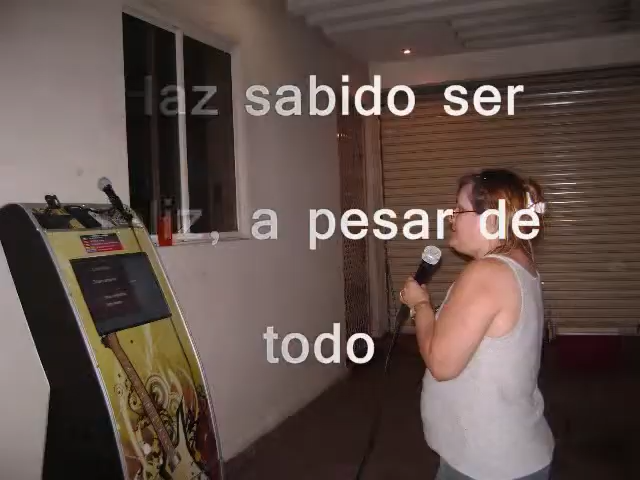 sabido ser
a pesar de
todo